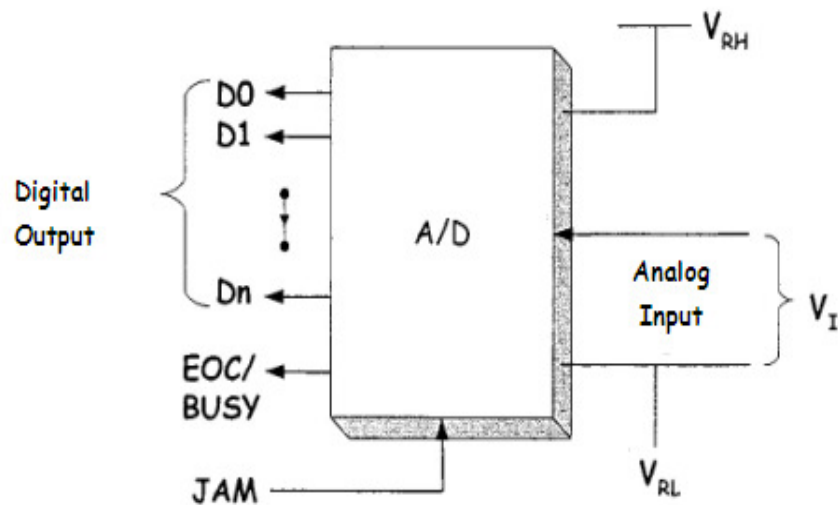 V_RH
D0
D1
Digital
Output
A/D
Dn
Analog
Input
V_I
EOC/
BUSY
JAM
V_RL